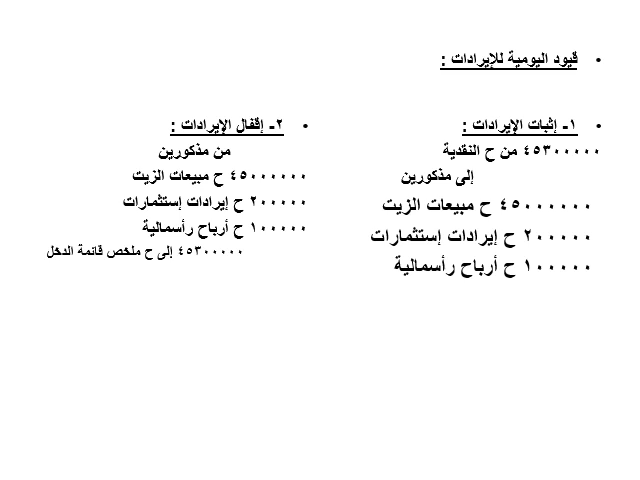 • قيود اليومية للإيرادات :
• ١- إثبات الإيرادات :
٤٥٣٠٠٠٠٠ من ح النقدية
إلى مذكورين
٤٥٠٠٠٠٠٠ ح مبيعات الزيت
٢٠٠٠٠٠ ح إيرادات إستثمارات
١٠٠٠٠٠ ح أرباح رأسمالية
• ٢- إقفال الإيرادات :
من مذكورين
٤٥٠٠٠٠٠٠ ح مبيعات الزيت
٢٠٠٠٠٠ ح إيرادات إستثمارات
١٠٠٠٠٠ ح أرباح رأسمالية
٤٥٣٠٠٠٠٠ إلى ح ملخص قائمة الدخل